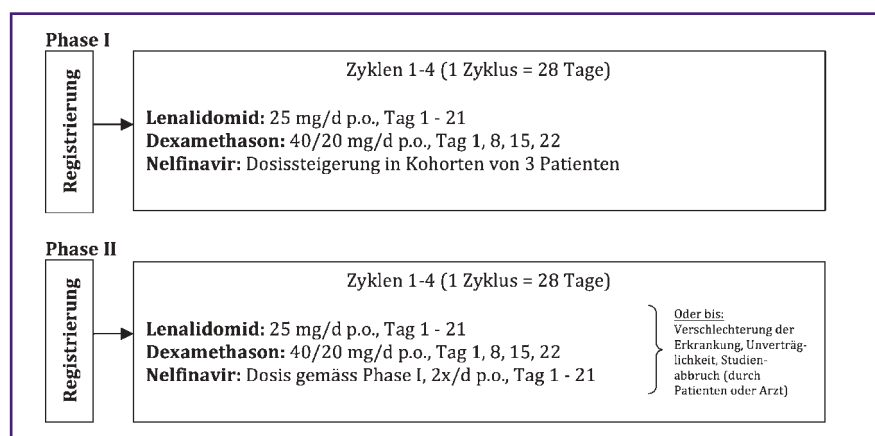 Phase I
Registrierung
Zyklen 1-4 (1 Zyklus = 28 Tage)
Lenalidomid: 25 mg/d p.o., Tag 1 - 21
Dexamethason: 40/20 mg/d p.o., Tag 1, 8, 15, 22
Nelfinavir: Dosissteigerung in Kohorten von 3 Patienten
Phase II
Registrierung
Zyklen 1-4 (1 Zyklus = 28 Tage)
Lenalidomid: 25 mg/d p.o., Tag 1 - 21
Dexamethason: 40/20 mg/d p.o., Tag 1, 8, 15, 22
Nelfinavir: Dosis gemäss Phase I, 2x/d p.o., Tag 1 - 21
Oder bis:
Verschlechterung der
Erkrankung, Unverträg-
lichkeit, Studien-
abbruch (durch
Patienten oder Arzt)